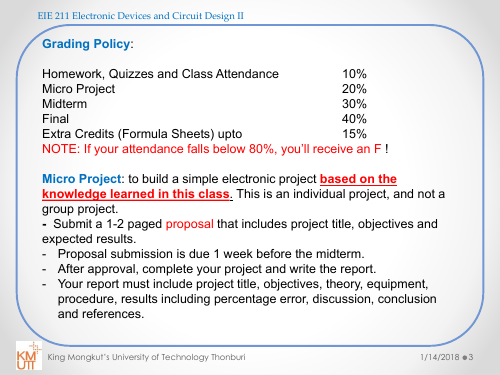 EIE 211 Electronic Devices and Circuit Design II
Grading Policy:
Homework, Quizzes and Class Attendance 10%
Micro Project 20%
Midterm 30%
Final 40%
Extra Credits (Formula Sheets) upto 15%
NOTE: If your attendance falls below 80%, you'll receive an F !
Micro Project: to build a simple electronic project based on the
knowledge learned in this class. This is an individual project, and not a
group project.
- Submit a 1-2 paged proposal that includes project title, objectives and
expected results.
- Proposal submission is due 1 week before the midterm.
- After approval, complete your project and write the report.
- Your report must include project title, objectives, theory, equipment,
procedure, results including percentage error, discussion, conclusion
and references.
KM
UTT
King Mongkut's University of Technology Thonburi 1/14/2018 ● 3